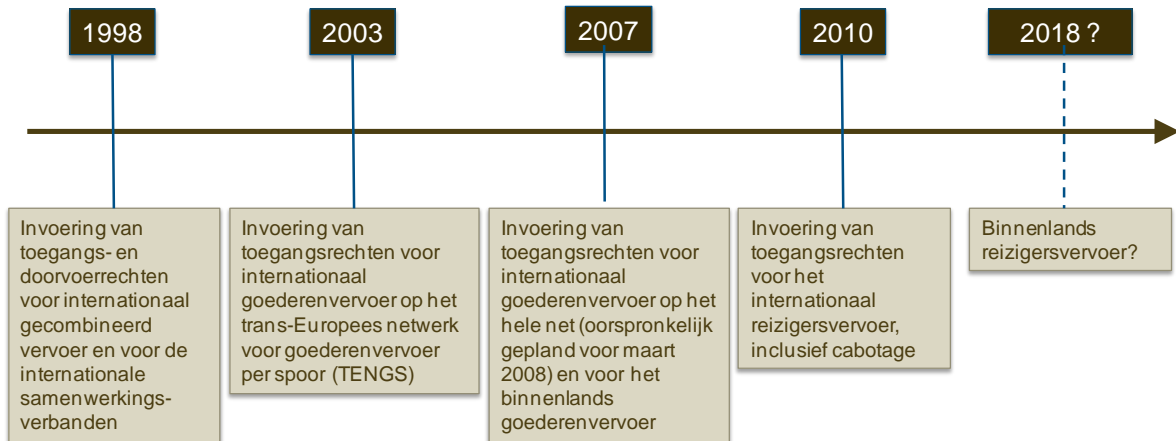 1998
2003
2007
2010
2018 ?
Invoering van
toegangs- en
doorvoerrechten
voor internationaal
gecombineerd
vervoer en voor de
internationale
samenwerkings-
verbanden
Invoering van
toegangsrechten voor
internationaal
goederenvervoer op het
trans-Europees netwerk
voor goederenvervoer
per spoor (TENGS)
Invoering van
toegangsrechten voor
internationaal
goederenvervoer op het
hele net (oorspronkelijk
gepland voor maart
2008) en voor het
binnenlands
goederenvervoer
Invoering van
toegangsrechten
voor het
internationaal
reizigersvervoer,
inclusief cabotage
Binnenlands
reizigersvervoer?